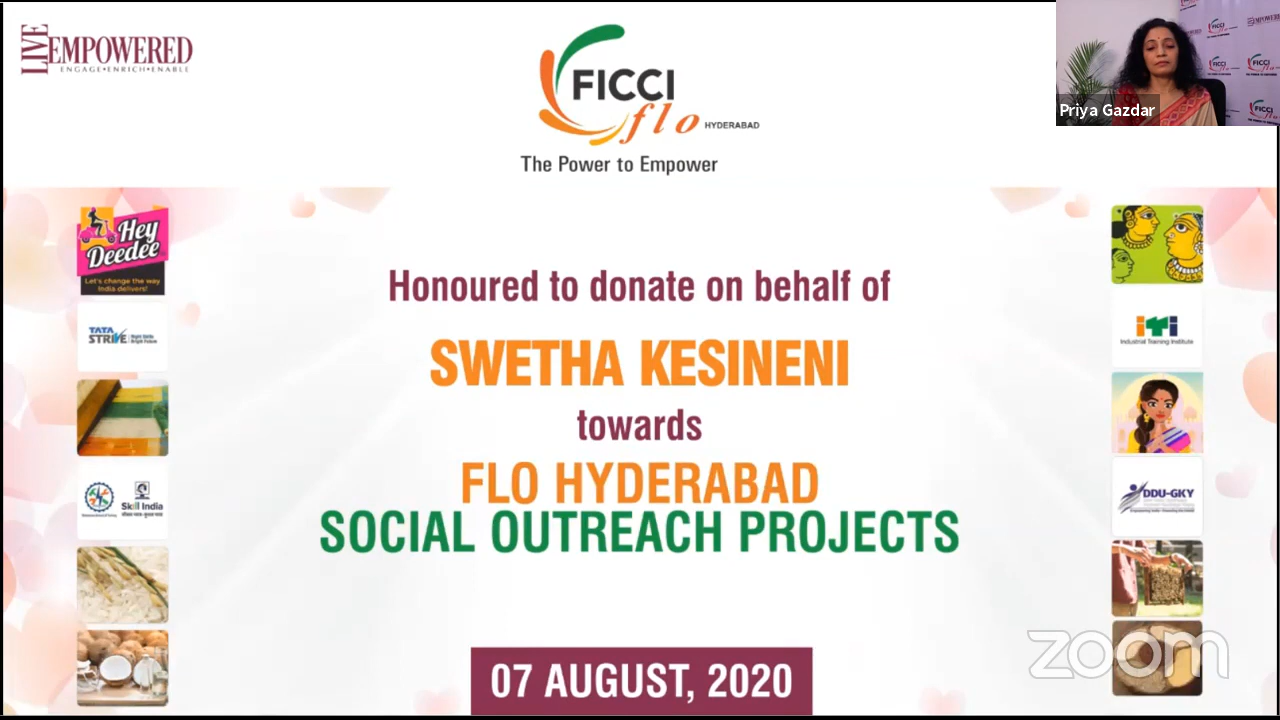 LIVE
EMPOWERED
ENGAGE•ENRICH•ENABLE
FICCI
flo HYDERABAD
The Power to Empower
Priya Gazdar
Hey
Deedee
Let's change the way
India delivers!
TATA
STRIVE
Skill India
Honoured to donate on behalf of
SWETHA KESINENI
towards
FLO HYDERABAD
SOCIAL OUTREACH PROJECTS
07 AUGUST, 2020
iTi
Industrial Training Institute
DDU-GKY
zoom